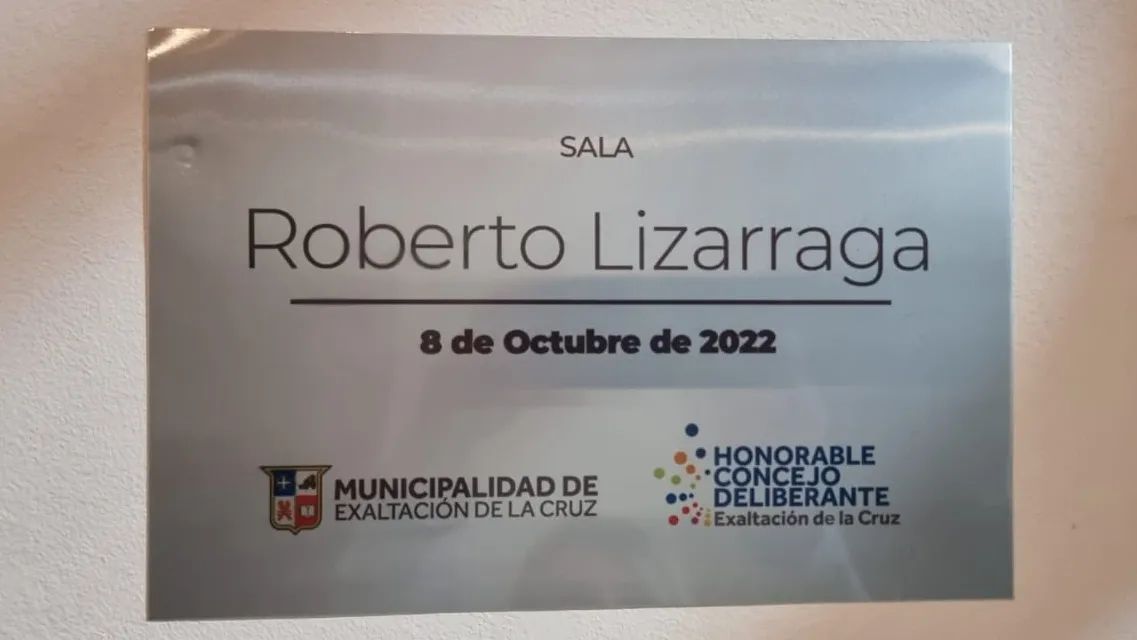 SALA
Roberto Lizarraga
8 de Octubre de 2022
MUNICIPALIDAD DE
EXALTACIÓN DE LA CRUZ
HONORABLE
CONCEJO
DELIBERANTE
Exaltación de la Cruz